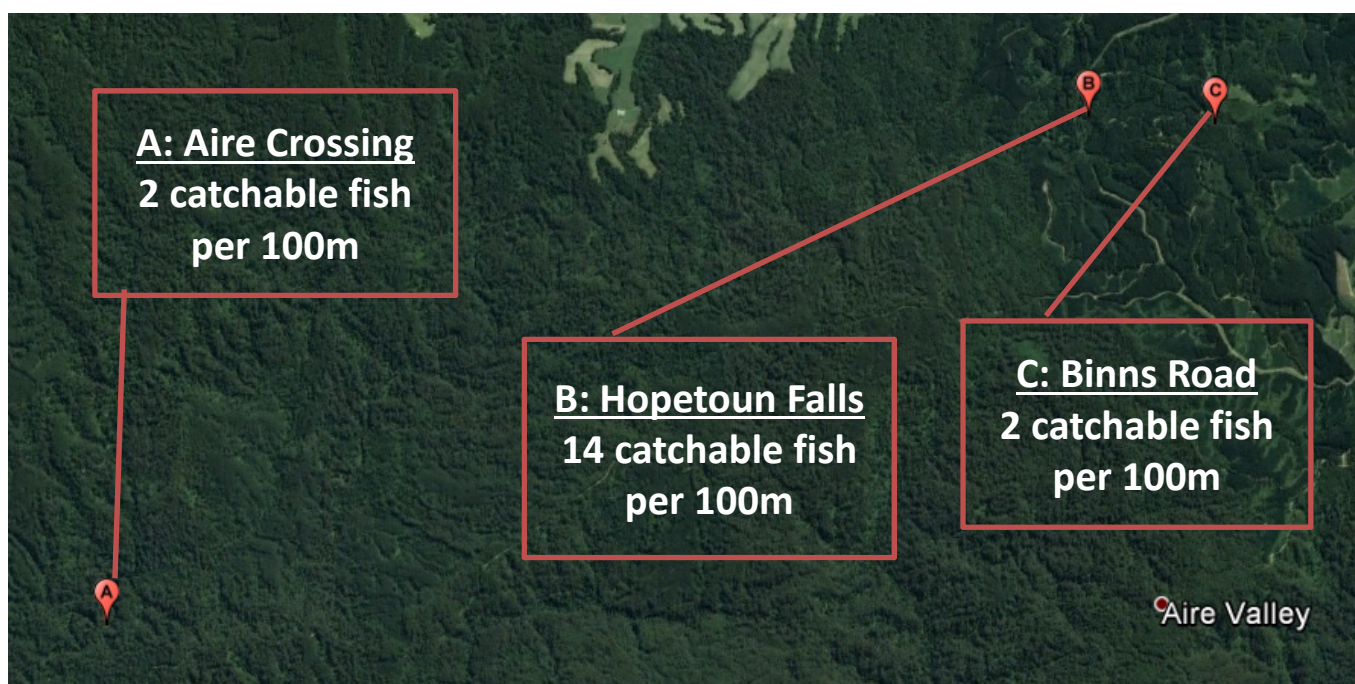 A: Aire Crossing
2 catchable fish
per 100m
B
C
B: Hopetoun Falls
14 catchable fish
per 100m
C: Binns Road
2 catchable fish
per 100m
A
Aire Valley